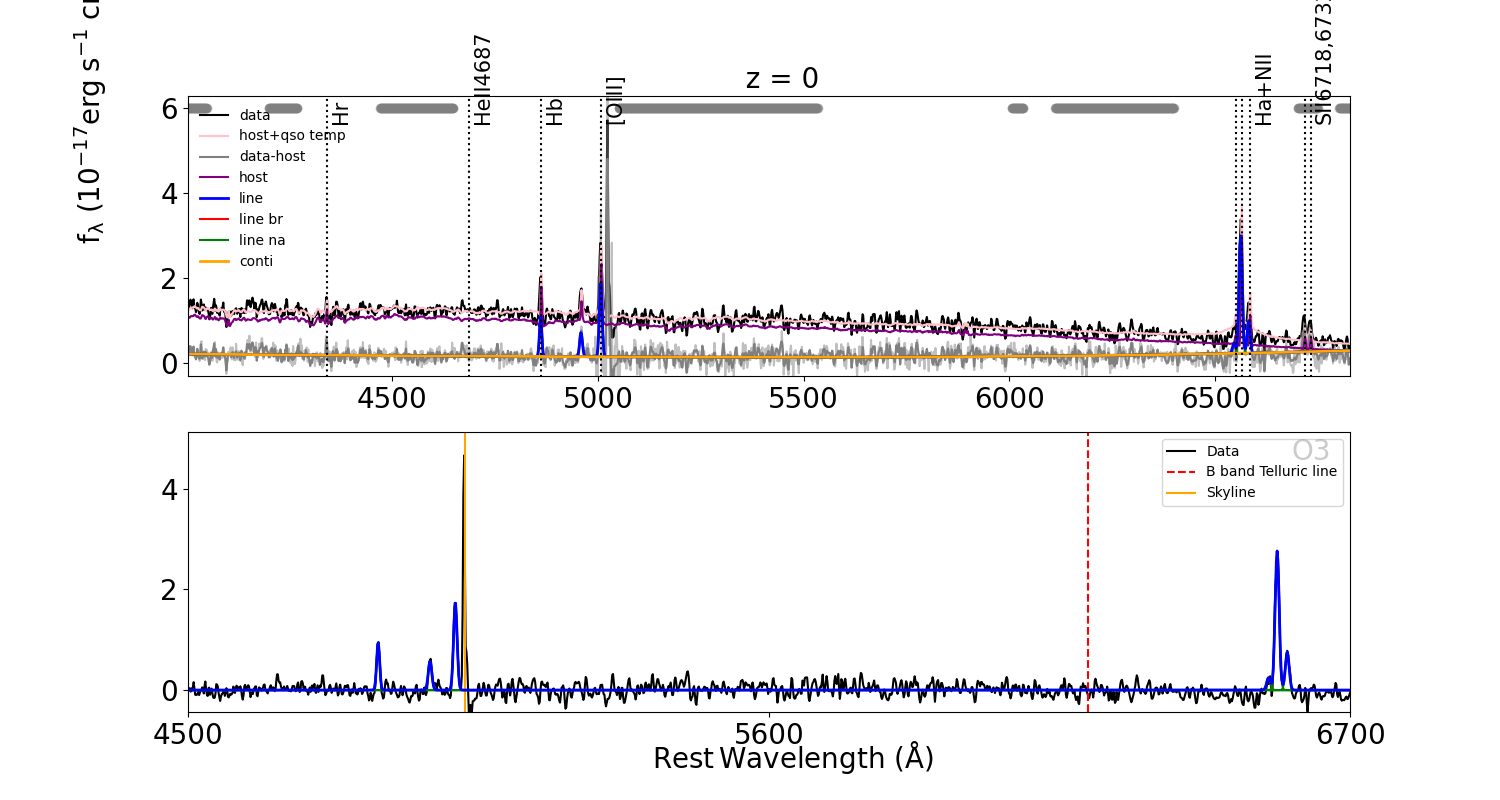 z = 0
fλ (10⁻¹⁷erg s⁻¹
6
4
2
0
data
host+qso temp
data-host
host
line
line br
line na
conti
Hr
HeII4687
Hb
[OIII]
Ha+NII
SII6718,673
4500
5000
5500
6000
6500
O3
Data
B band Telluric line
Skyline
4
2
0
4500
5600
6700
Rest Wavelength (Å)